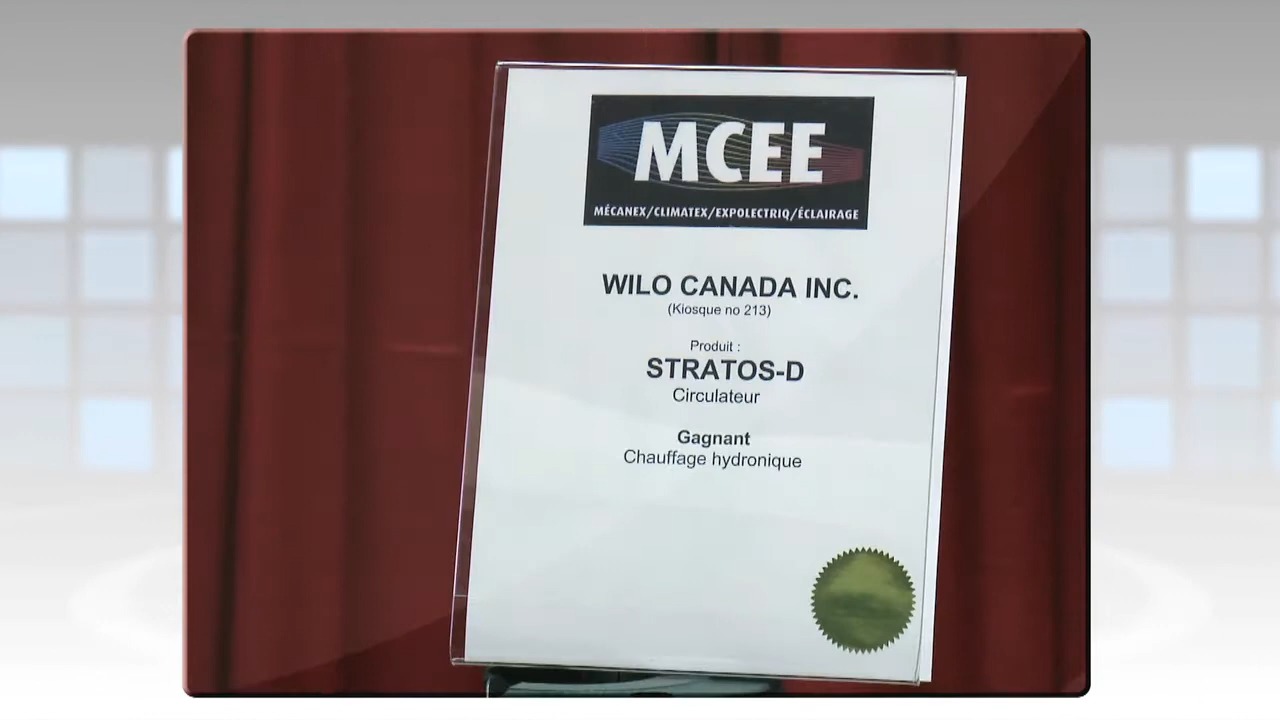 MCEE
MÉCANEX/CLIMATEX/EXPOLECTRIQ/ÉCLAIRAGE
WILO CANADA INC.
(Kiosque no 213)
Produit :
STRATOS-D
Circulateur
Gagnant
Chauffage hydronique